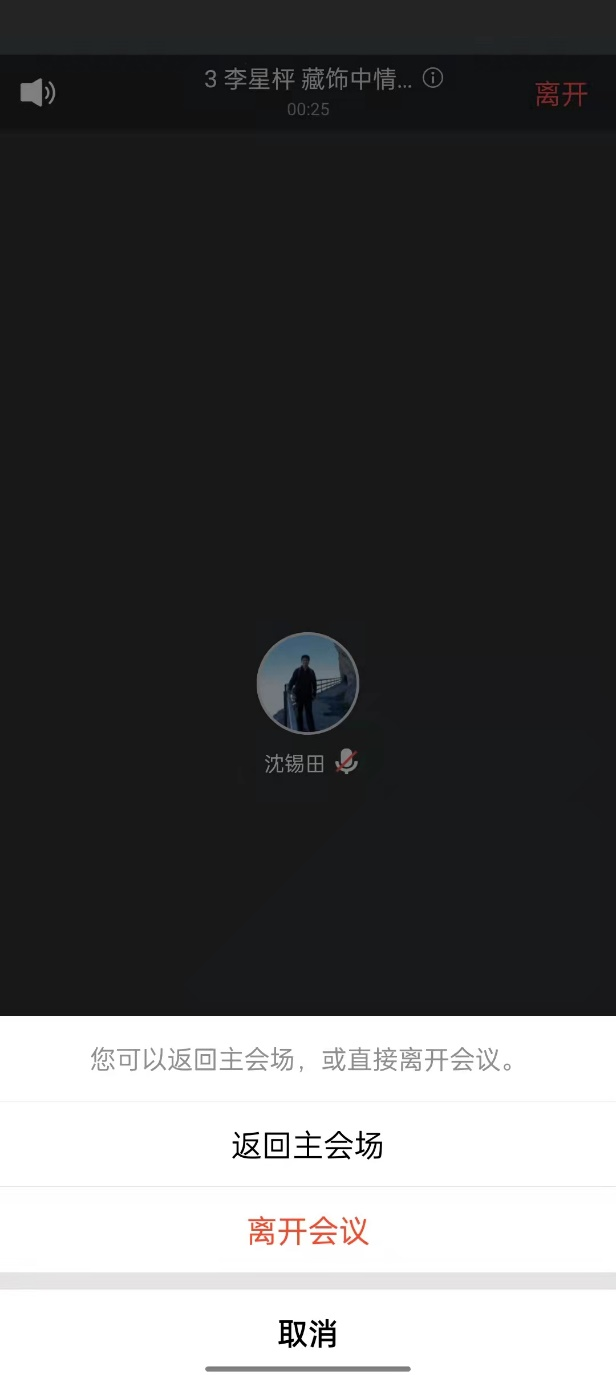 3 李星枰 藏饰中情...
离开
00:25
沈锡田
您可以返回主会场，或直接离开会议。
返回主会场
离开会议
取消